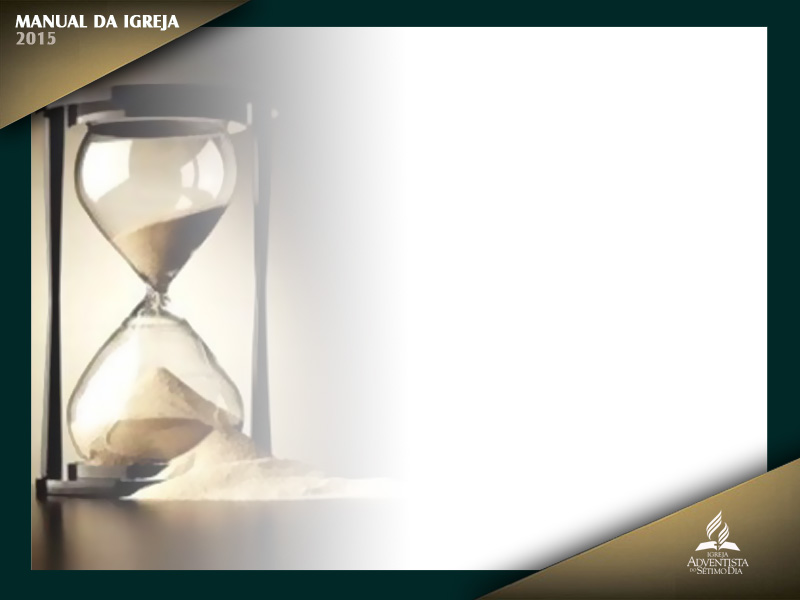 MANUAL DA IGREJA
2015
IGREJA
ADVENTISTA
DO SÉTIMO DIA